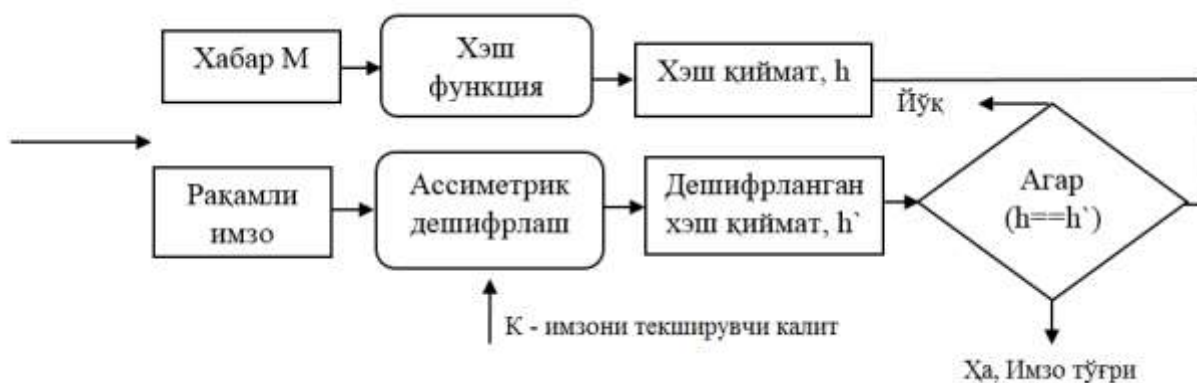 Хабар М
Хэш
функция
Хэш қиймат, h
Йўқ
Рақамли
имзо
Ассиметрик
дешифрлаш
Дешифрланган
хэш қиймат, h`
Агар
(h==h`)
К - имзони текширувчи калит
Ҳа, Имзо тўғри